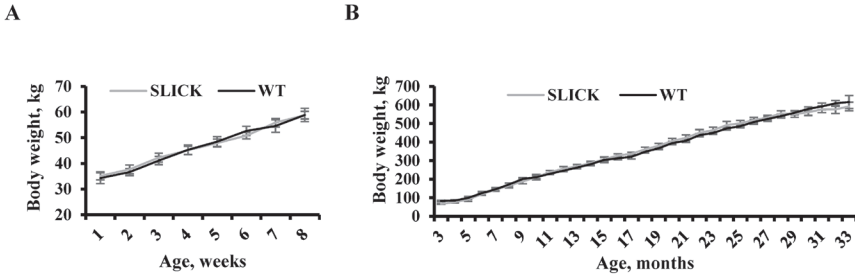 A
B
SLICK WT
Body weight, kg
70
60
50
40
30
20
1 2 3 4 5 6 7 8
Age, weeks
SLICK WT
Body weight, kg
700
600
500
400
300
200
100
0
3 5 7 9 11 13 15 17 19 21 23 25 27 29 31 33
Age, months